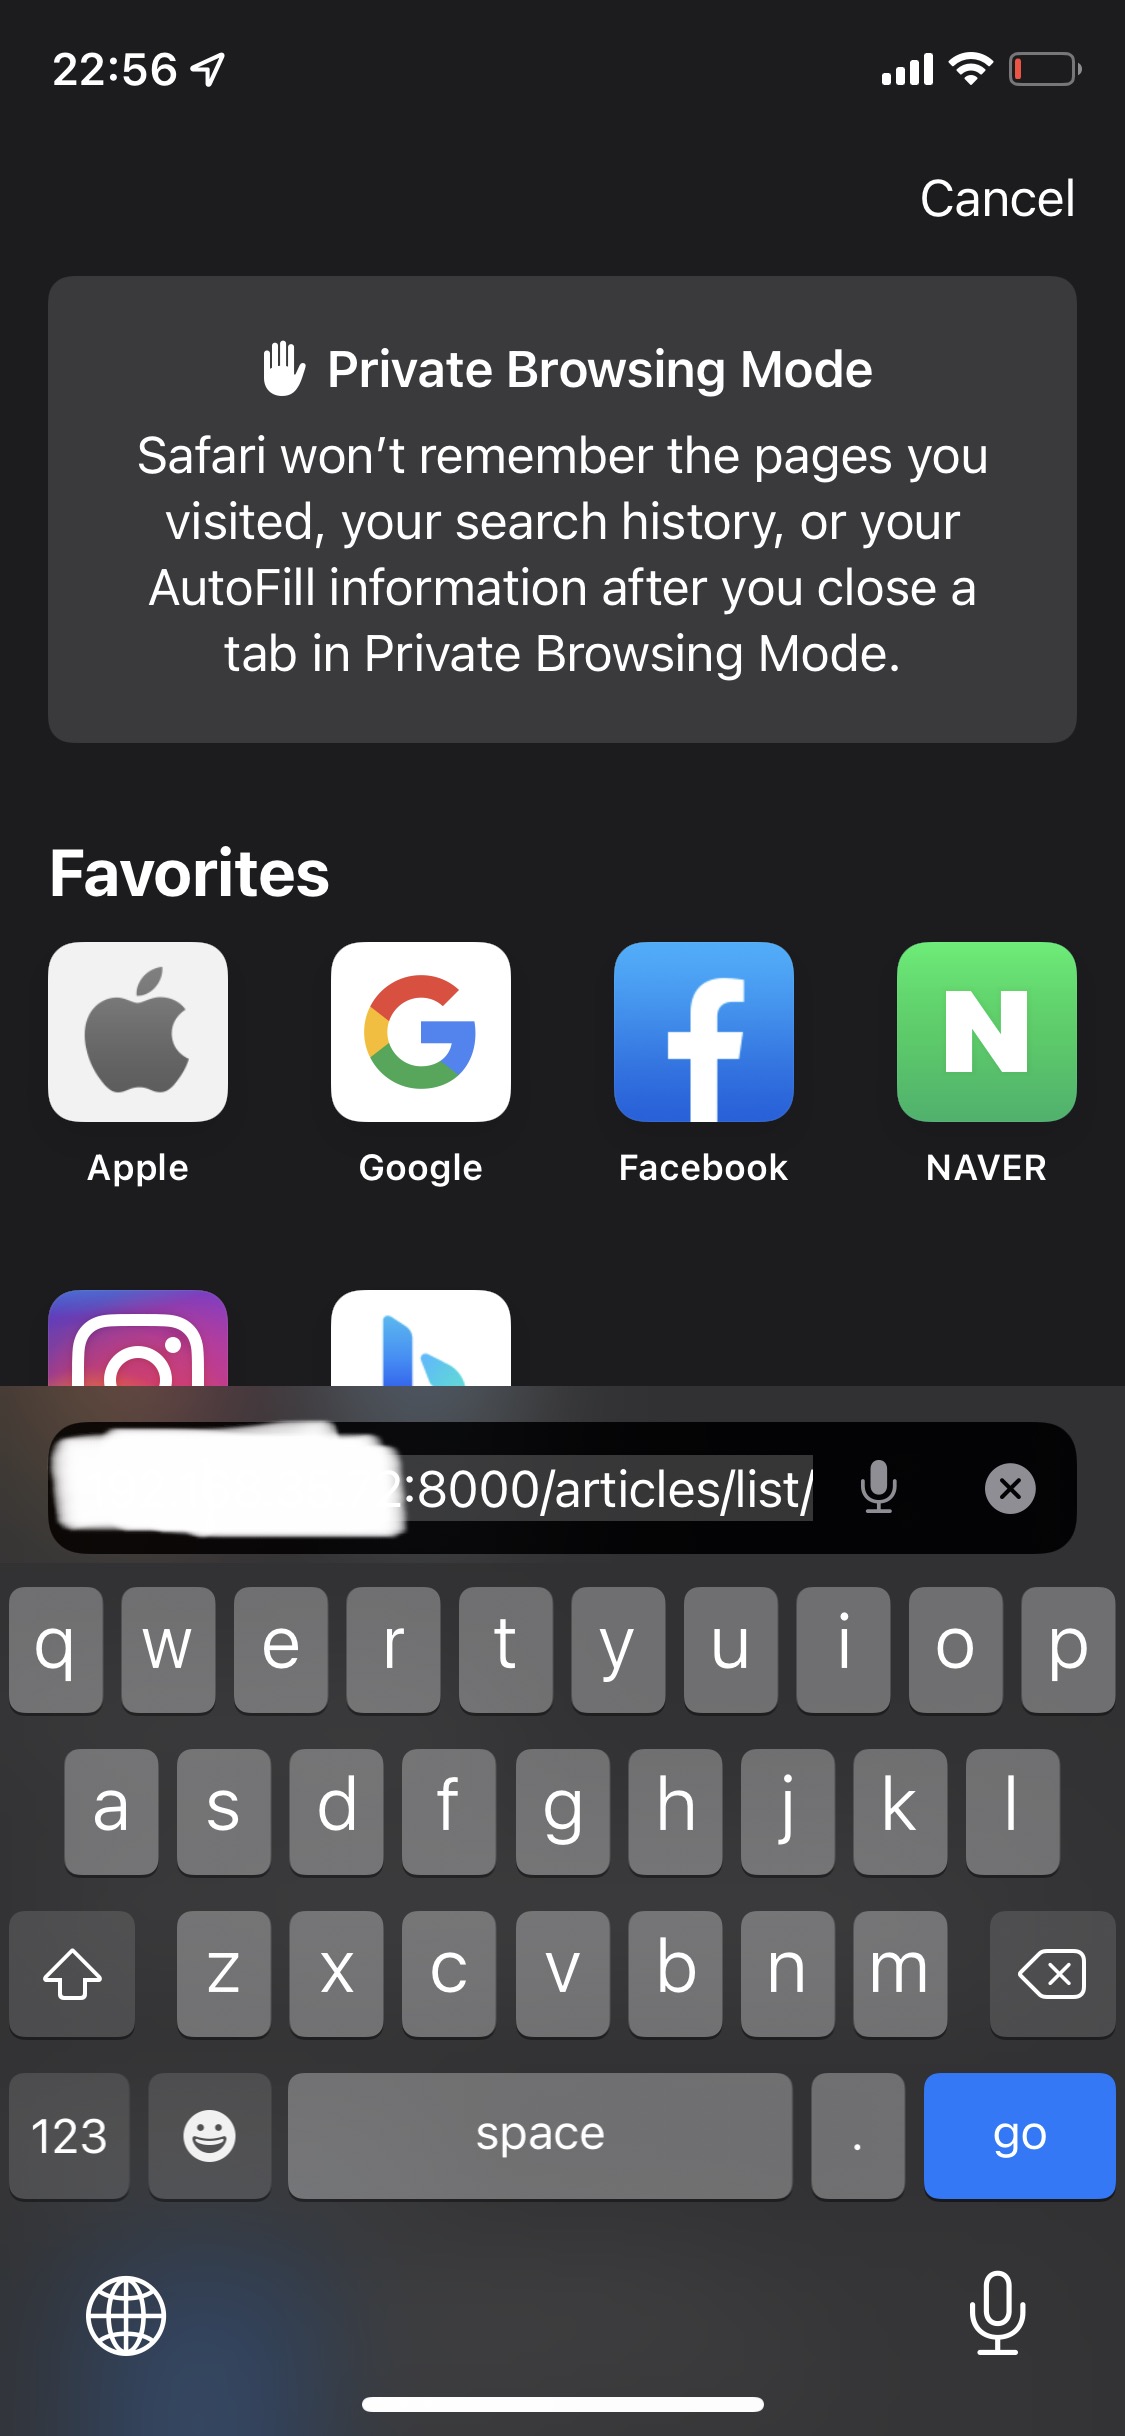 22:56
Cancel
Private Browsing Mode
Safari won’t remember the pages you
visited, your search history, or your
AutoFill information after you close a
tab in Private Browsing Mode.
Favorites
Apple Google Facebook NAVER
:8000/articles/list/
q w e r t y u i o p
a s d f g h j k l
z x c v b n m
123 space . go